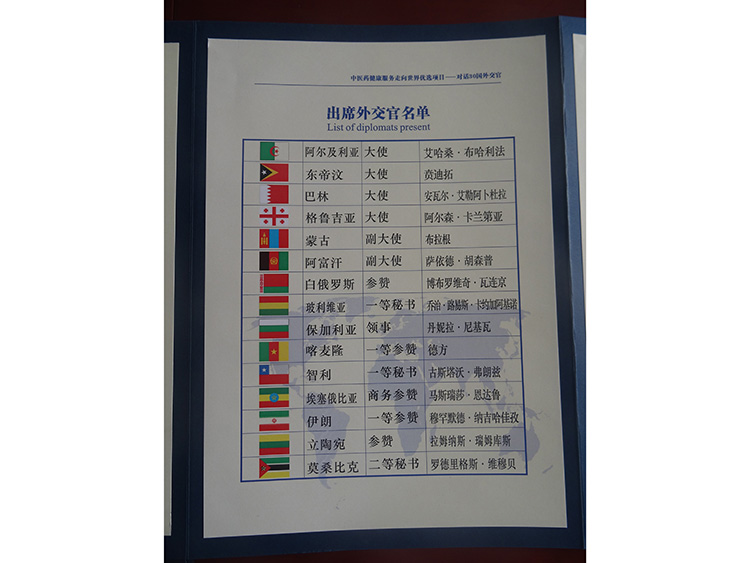 中医药健康服务走向世界优选项目——对话80国外交官
出席外交官名单
List of diplomats present
阿尔及利亚 大使 艾哈桑·布哈利法
东帝汶 大使 贲迪拓
巴林 大使 安瓦尔·艾勒阿卜杜拉
格鲁吉亚 大使 阿尔森·卡兰第亚
蒙古 副大使 布拉根
阿富汗 副大使 萨依德·胡森普
白俄罗斯 参赞 博布罗维奇·瓦连京
玻利维亚 一等秘书 乔治·路易斯·卡约加阿基诺
保加利亚 领事 丹妮拉·尼基瓦
喀麦隆 一等参赞 德方
智利 一等秘书 古斯塔沃·弗朗兹
埃塞俄比亚 商务参赞 马斯瑞莎·恩达鲁
伊朗 一等参赞 穆罕默德·纳吉哈佳孜
立陶宛 参赞 拉姆纳斯·瑞姆库斯
莫桑比克 二等秘书 罗德里格斯·维穆贝